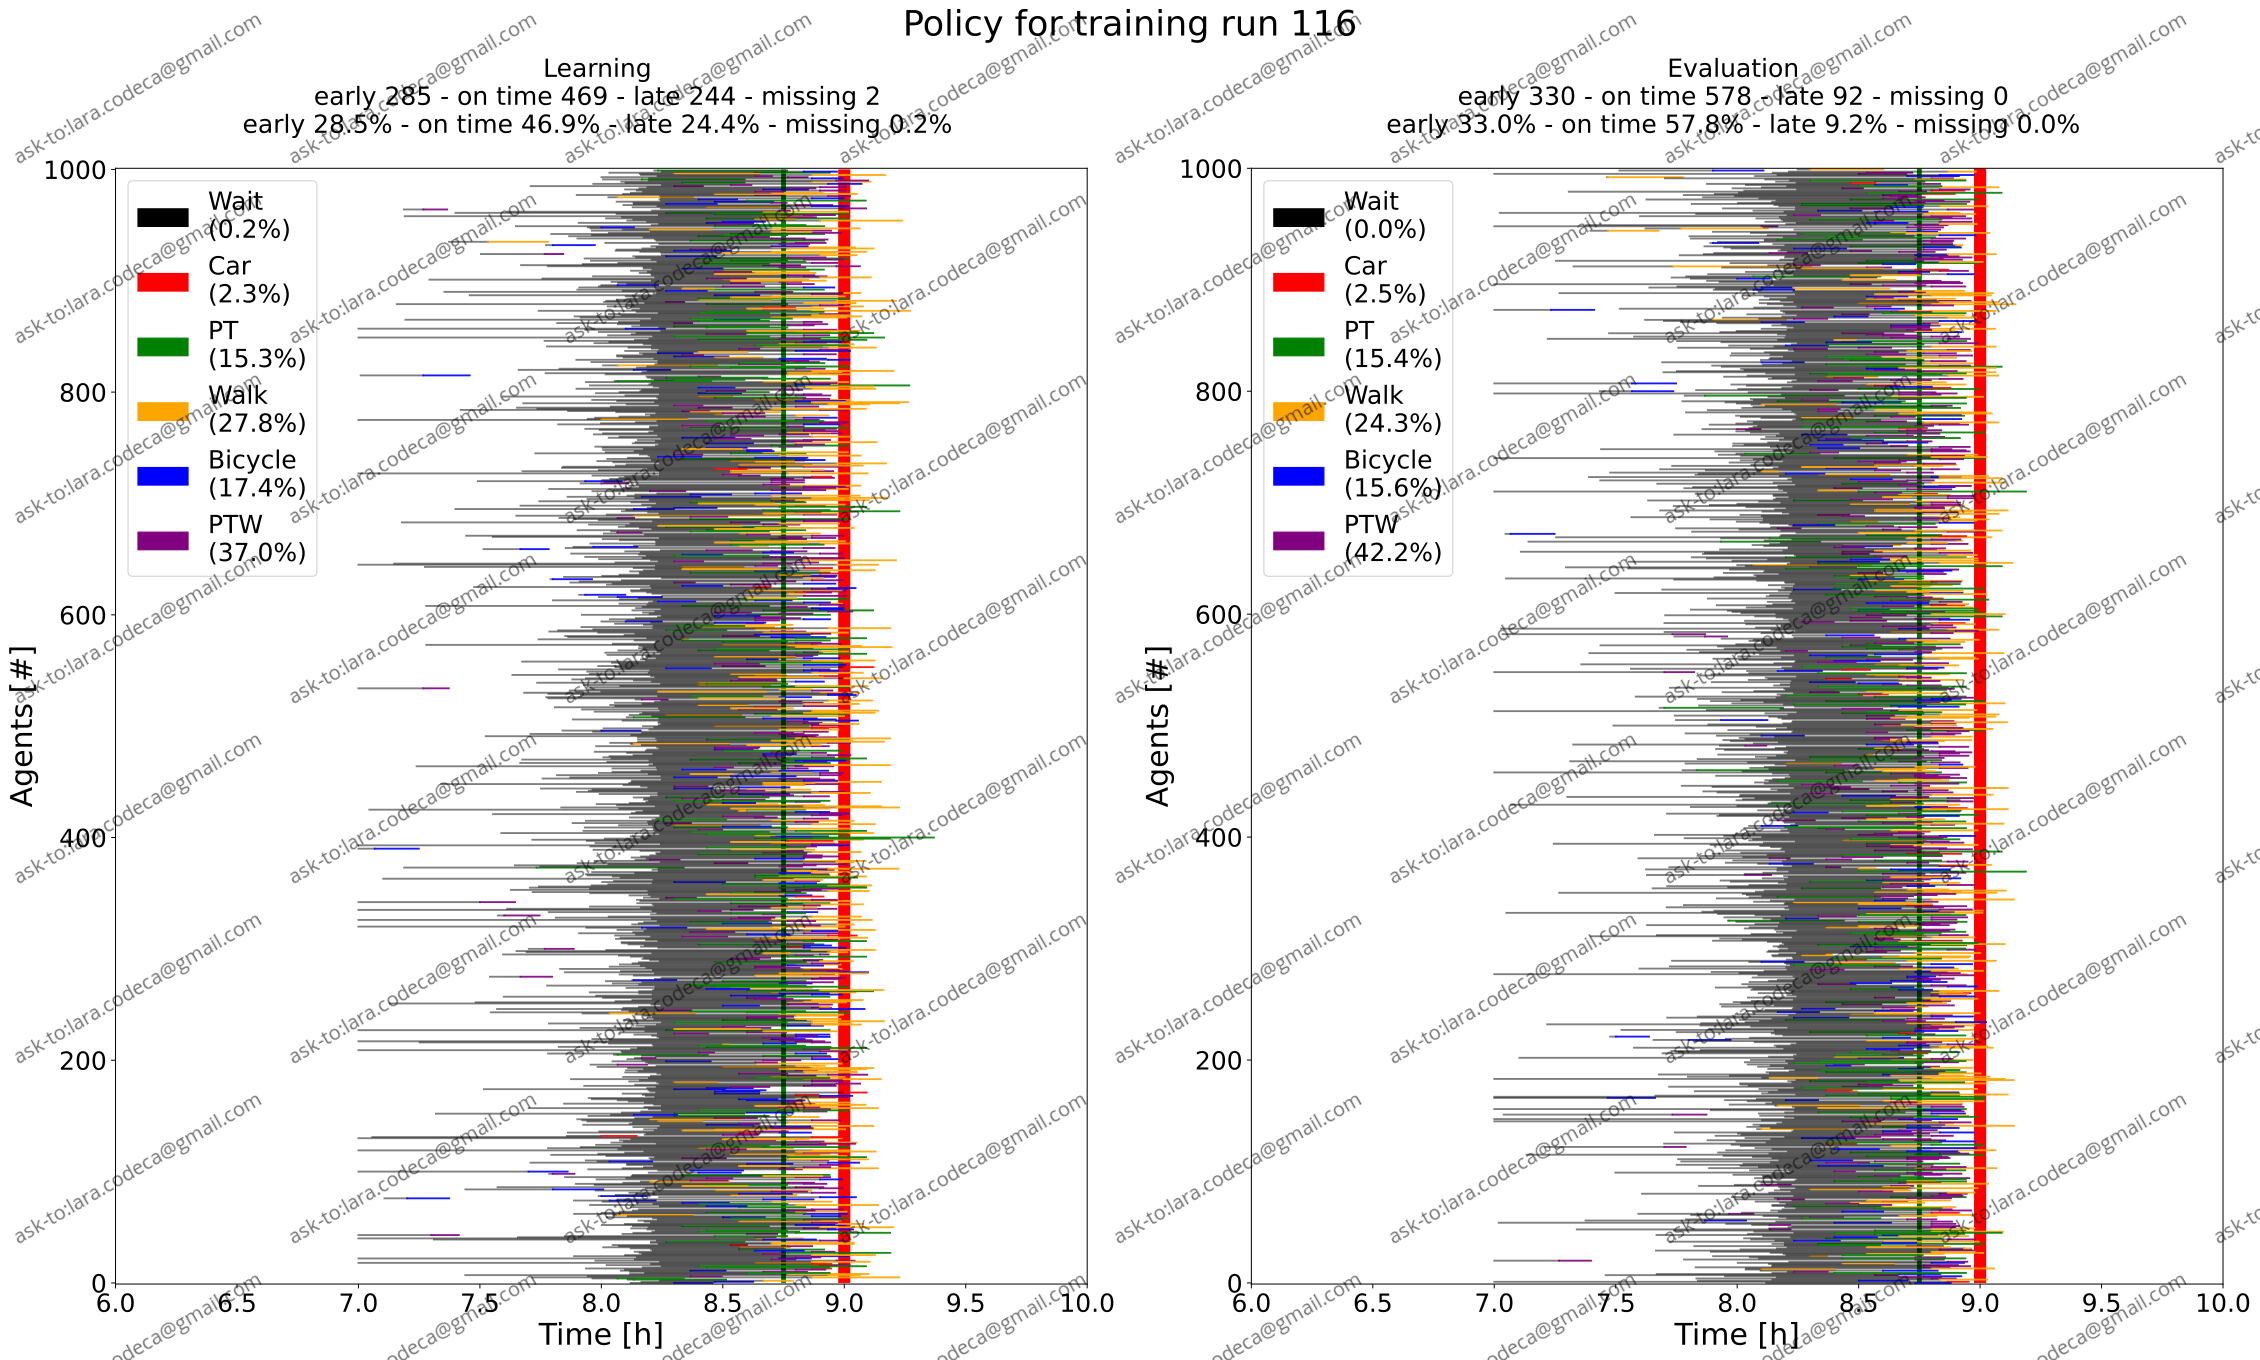 Policy for training run 116
Learning
early 285 - on time 469 - late 244 - missing 2
early 28.5% - on time 46.9% - late 24.4% - missing 0.2%
Evaluation
early 330 - on time 578 - late 92 - missing 0
early 33.0% - on time 57.8% - late 9.2% - missing 0.0%
Agents [#]
1000
800
600
400
200
0
Wait
(0.2%)
Car
(2.3%)
PT
(15.3%)
Walk
(27.8%)
Bicycle
(17.4%)
PTW
(37.0%)
6.0 6.5 7.0 7.5 8.0 8.5 9.0 9.5 10.0
Time [h]
Agents [#]
1000
800
600
400
200
0
Wait
(0.0%)
Car
(2.5%)
PT
(15.4%)
Walk
(24.3%)
Bicycle
(15.6%)
PTW
(42.2%)
6.0 6.5 7.0 7.5 8.0 8.5 9.0 9.5 10.0
Time [h]
ask-to:lara.codeca@gmail.com